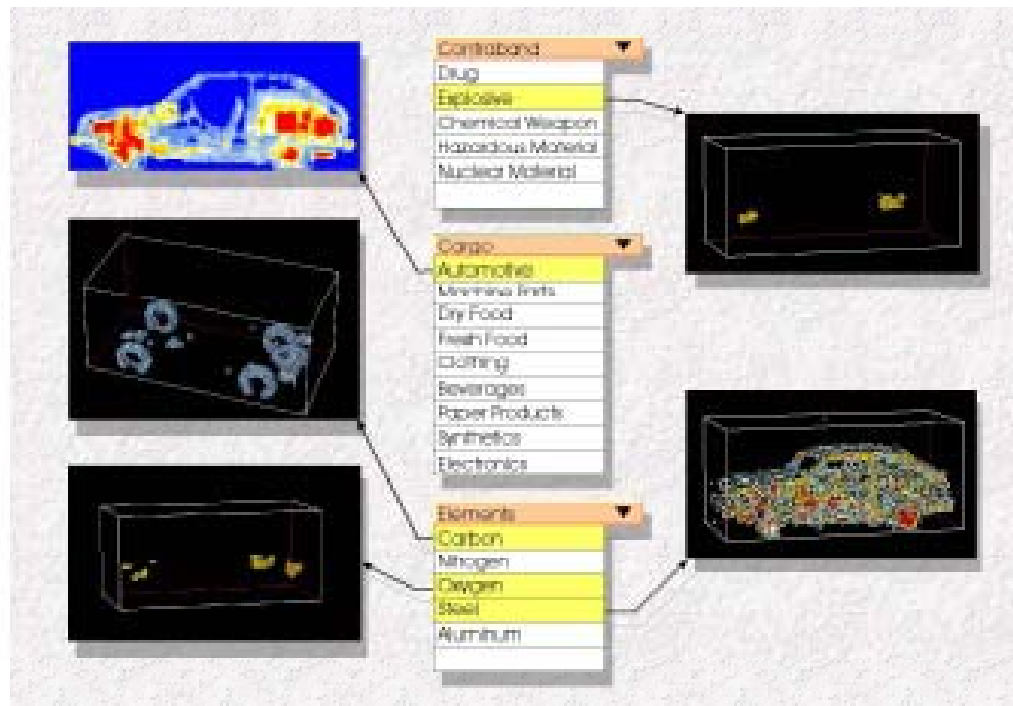 Contraband
Drug
Explosive
Chemical Weapon
Hazardous Material
Nuclear Material
Cargo
Automotive
Dry Food
Fresh Food
Clothing
Beverages
Paper Products
Synthetics
Electronics
Elements
Carbon
Nitrogen
Oxygen
Steel
Aluminum